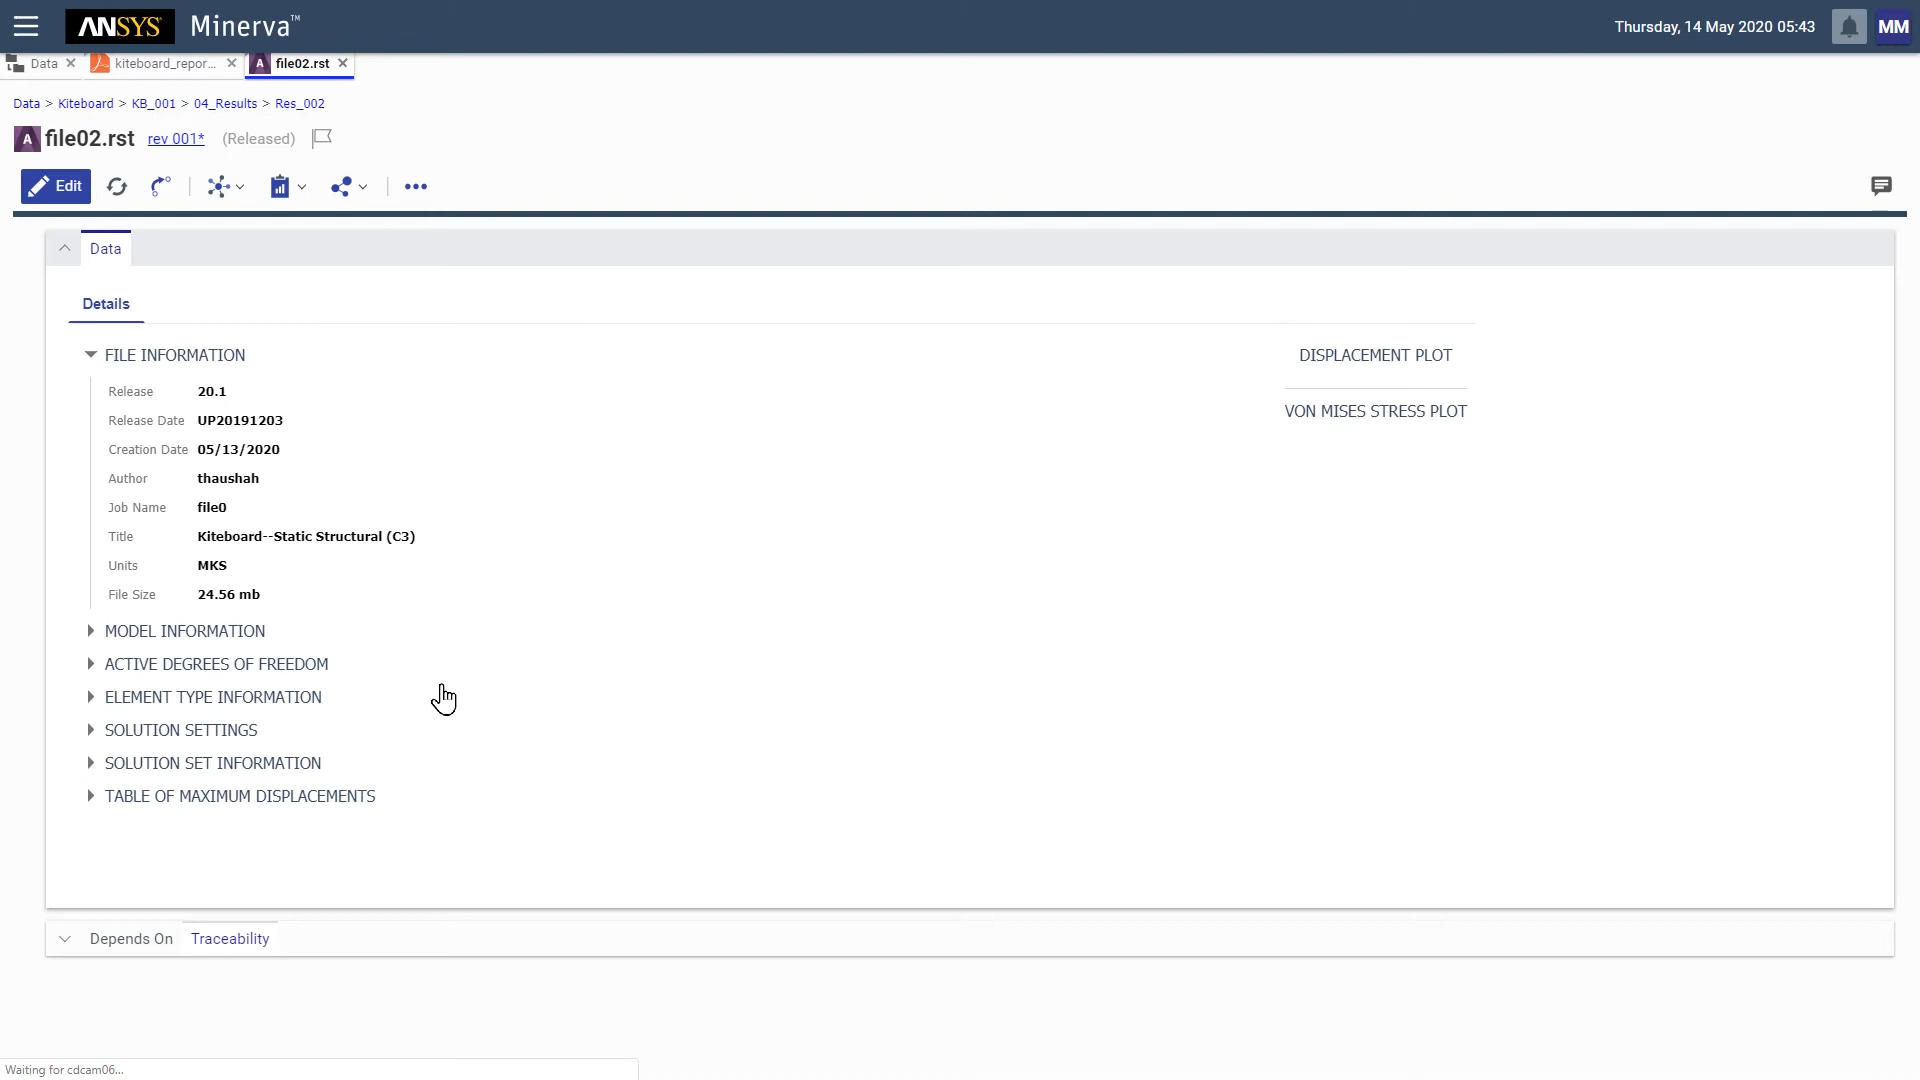 ANSYS Minerva™
Thursday, 14 May 2020 05:43
MM
Data
kiteboard_repor...
A file02.rst
Data > Kiteboard > KB_001 > 04_Results > Res_002
A file02.rst rev 001* (Released)
Edit
Data
Details
FILE INFORMATION
Release 20.1
Release Date UP20191203
Creation Date 05/13/2020
Author thaushah
Job Name file0
Title Kiteboard--Static Structural (C3)
Units MKS
File Size 24.56 mb
MODEL INFORMATION
ACTIVE DEGREES OF FREEDOM
ELEMENT TYPE INFORMATION
SOLUTION SETTINGS
SOLUTION SET INFORMATION
TABLE OF MAXIMUM DISPLACEMENTS
DISPLACEMENT PLOT
VON MISES STRESS PLOT
Depends On Traceability
Waiting for cdcam06...